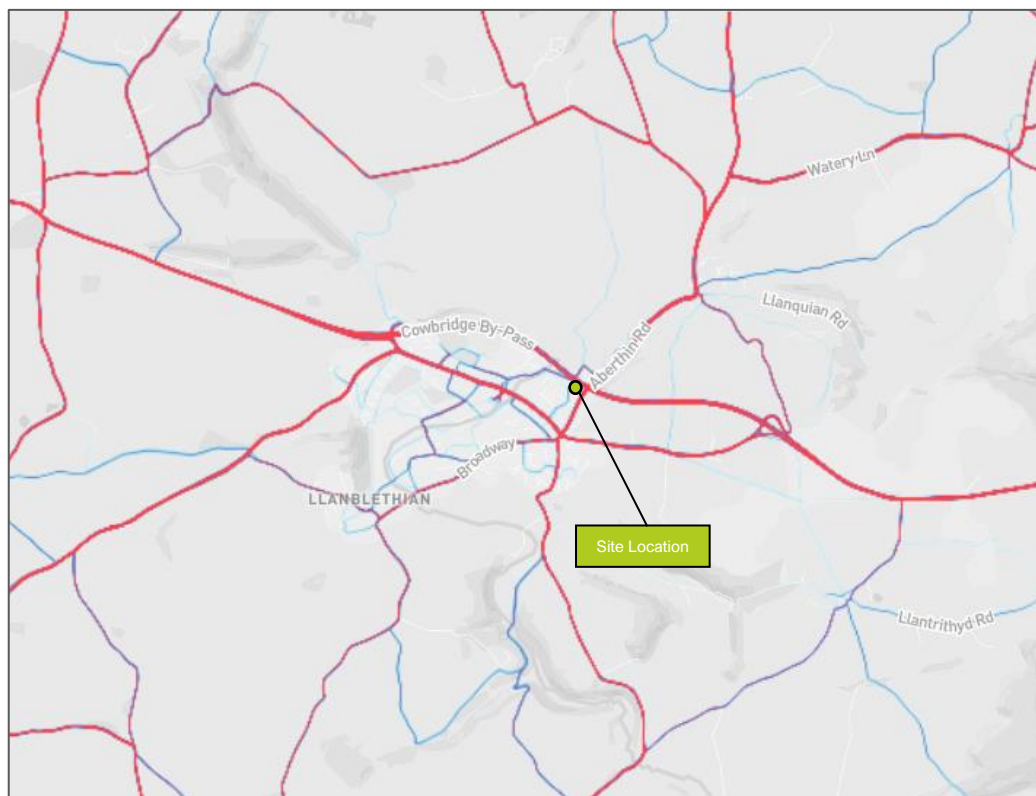 Watery Ln
Llanquian Rd
Cowbridge By-Pass
Aberthin Rd
Broadway
LLANBLETHIAN
Site Location
Llantrithyd Rd